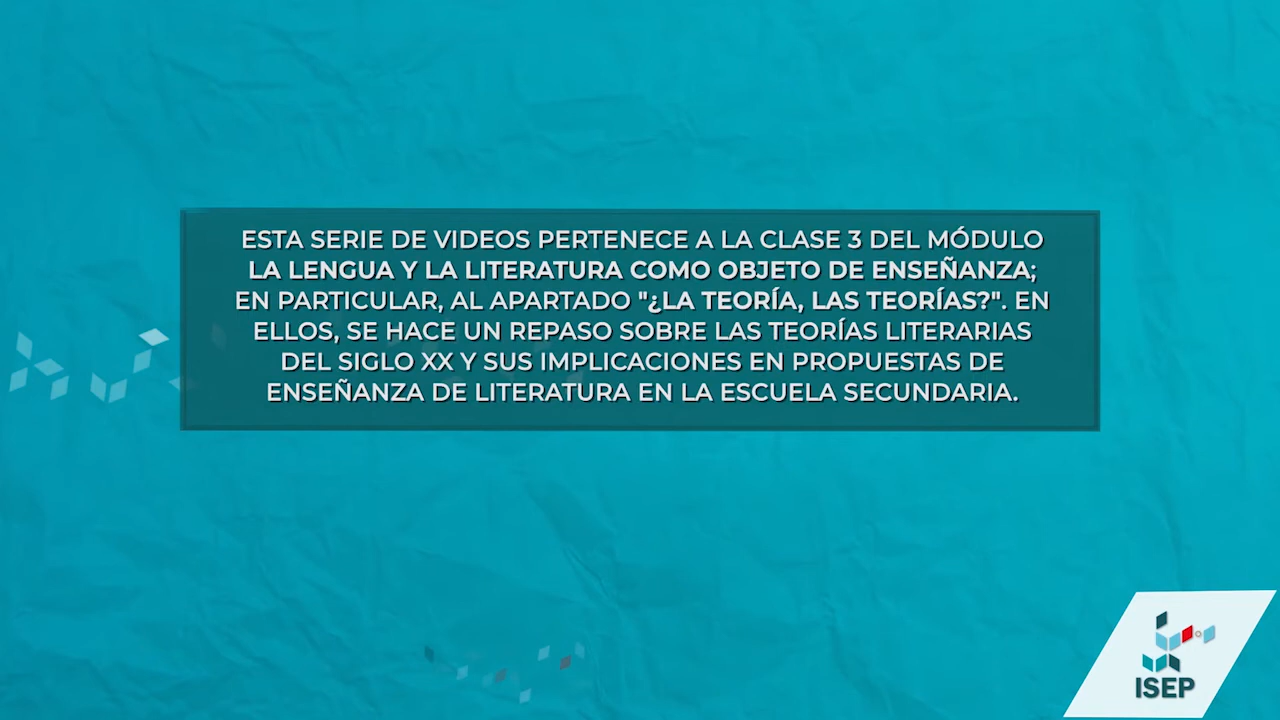 ESTA SERIE DE VIDEOS PERTENECE A LA CLASE 3 DEL MÓDULO
LA LENGUA Y LA LITERATURA COMO OBJETO DE ENSEÑANZA;
EN PARTICULAR, AL APARTADO "¿LA TEORÍA, LAS TEORÍAS?". EN
ELLOS, SE HACE UN REPASO SOBRE LAS TEORÍAS LITERARIAS
DEL SIGLO XX Y SUS IMPLICACIONES EN PROPUESTAS DE
ENSEÑANZA DE LITERATURA EN LA ESCUELA SECUNDARIA.
ISEP